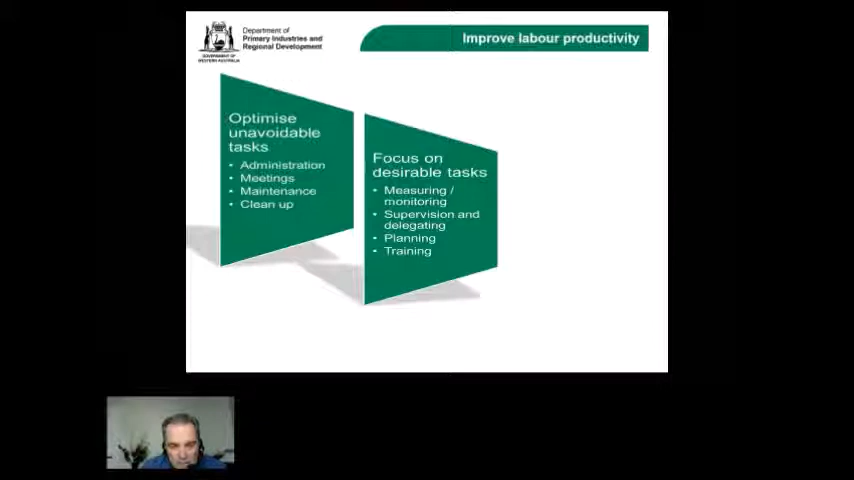 Department of
Primary Industries and
Regional Development
GOVERNMENT OF
WESTERN AUSTRALIA
Improve labour productivity
Optimise
unavoidable
tasks
• Administration
• Meetings
• Maintenance
• Clean up
Focus on
desirable tasks
• Measuring /
monitoring
• Supervision and
delegating
• Planning
• Training